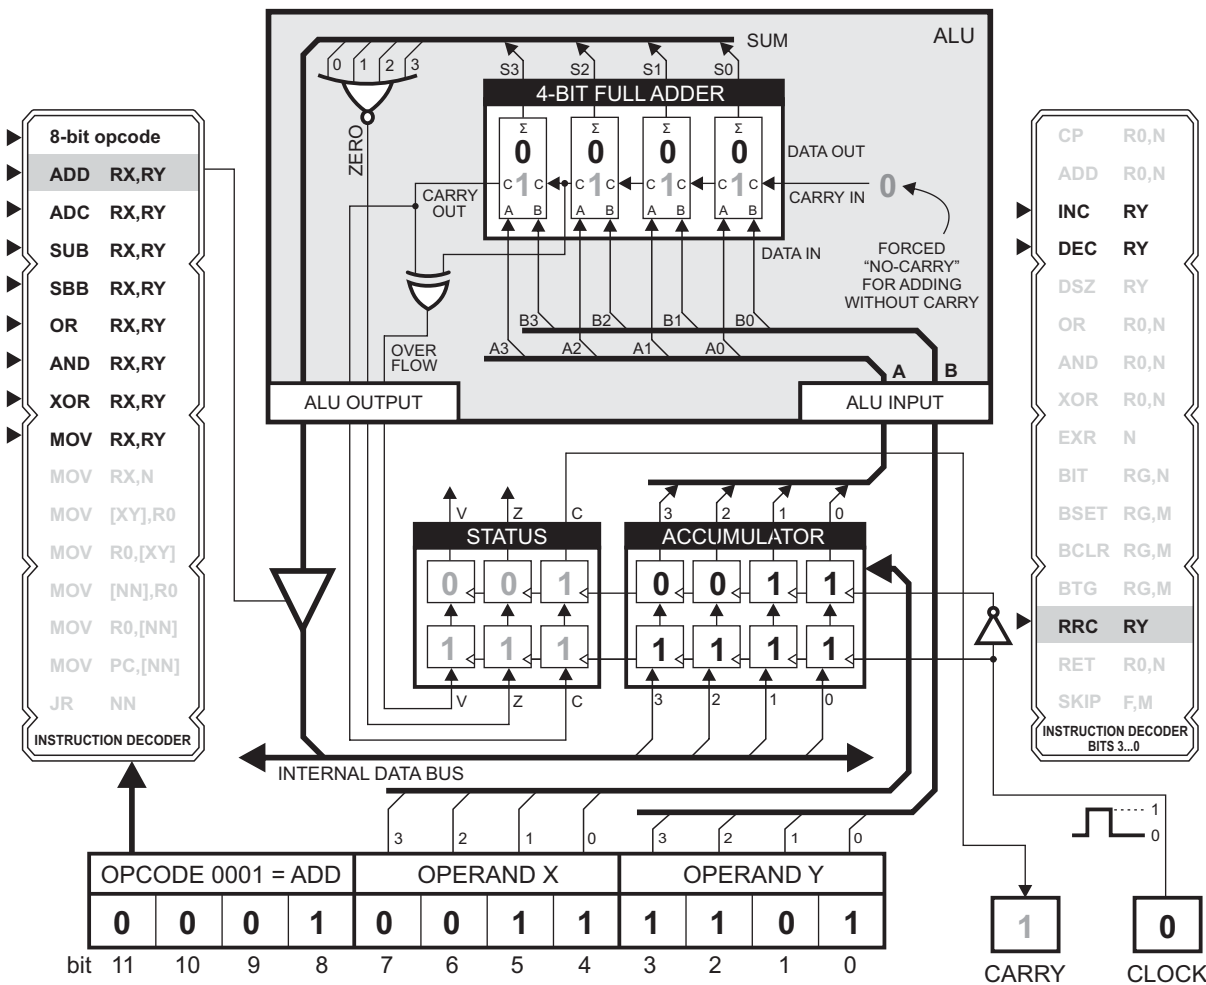 ALU
SUM
0 1 2 3
S3 S2 S1 S0
4-BIT FULL ADDER
Σ Σ Σ Σ
0 0 0 0
DATA OUT
C 1 C C 1 C C 1 C C 1 C
CARRY IN
0
A B A B A B A B
DATA IN
ZERO
CARRY
OUT
FORCED
"NO-CARRY"
FOR ADDING
WITHOUT CARRY
B3 B2 B1 B0
A3 A2 A1 A0
OVER
FLOW
A B
ALU OUTPUT
ALU INPUT
8-bit opcode
ADD RX,RY
ADC RX,RY
SUB RX,RY
SBB RX,RY
OR RX,RY
AND RX,RY
XOR RX,RY
MOV RX,RY
MOV RX,N
MOV [XY],R0
MOV R0,[XY]
MOV [NN],R0
MOV R0,[NN]
MOV PC,[NN]
JR NN
INSTRUCTION DECODER
CP R0,N
ADD R0,N
INC RY
DEC RY
DSZ RY
OR R0,N
AND R0,N
XOR R0,N
EXR N
BIT RG,N
BSET RG,M
BCLR RG,M
BTG RG,M
RRC RY
RET R0,N
SKIP F,M
INSTRUCTION DECODER
BITS 3...0
V Z C
STATUS
0 0 1
1 1 1
V Z C
3 2 1 0
ACCUMULATOR
0 0 1 1
1 1 1 1
3 2 1 0
INTERNAL DATA BUS
3 2 1 0
3 2 1 0
1
0
OPCODE 0001 = ADD
OPERAND X
OPERAND Y
0 0 0 1 0 0 1 1 1 1 0 1
bit 11 10 9 8 7 6 5 4 3 2 1 0
1
CARRY
0
CLOCK